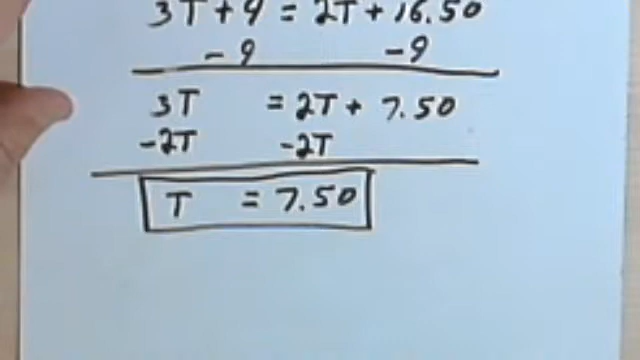 3T + 9 = 2T + 16.50
- 9 - 9
3T = 2T + 7.50
-2T -2T
T = 7.50